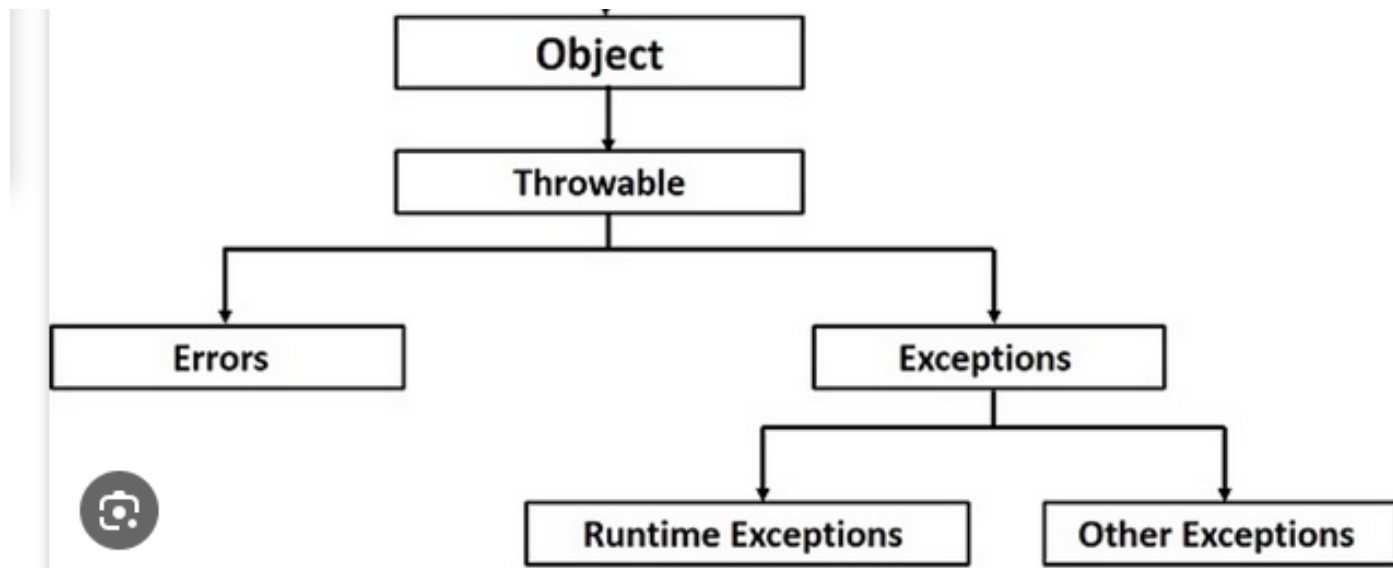 Object
Throwable
Errors
Exceptions
Runtime Exceptions
Other Exceptions